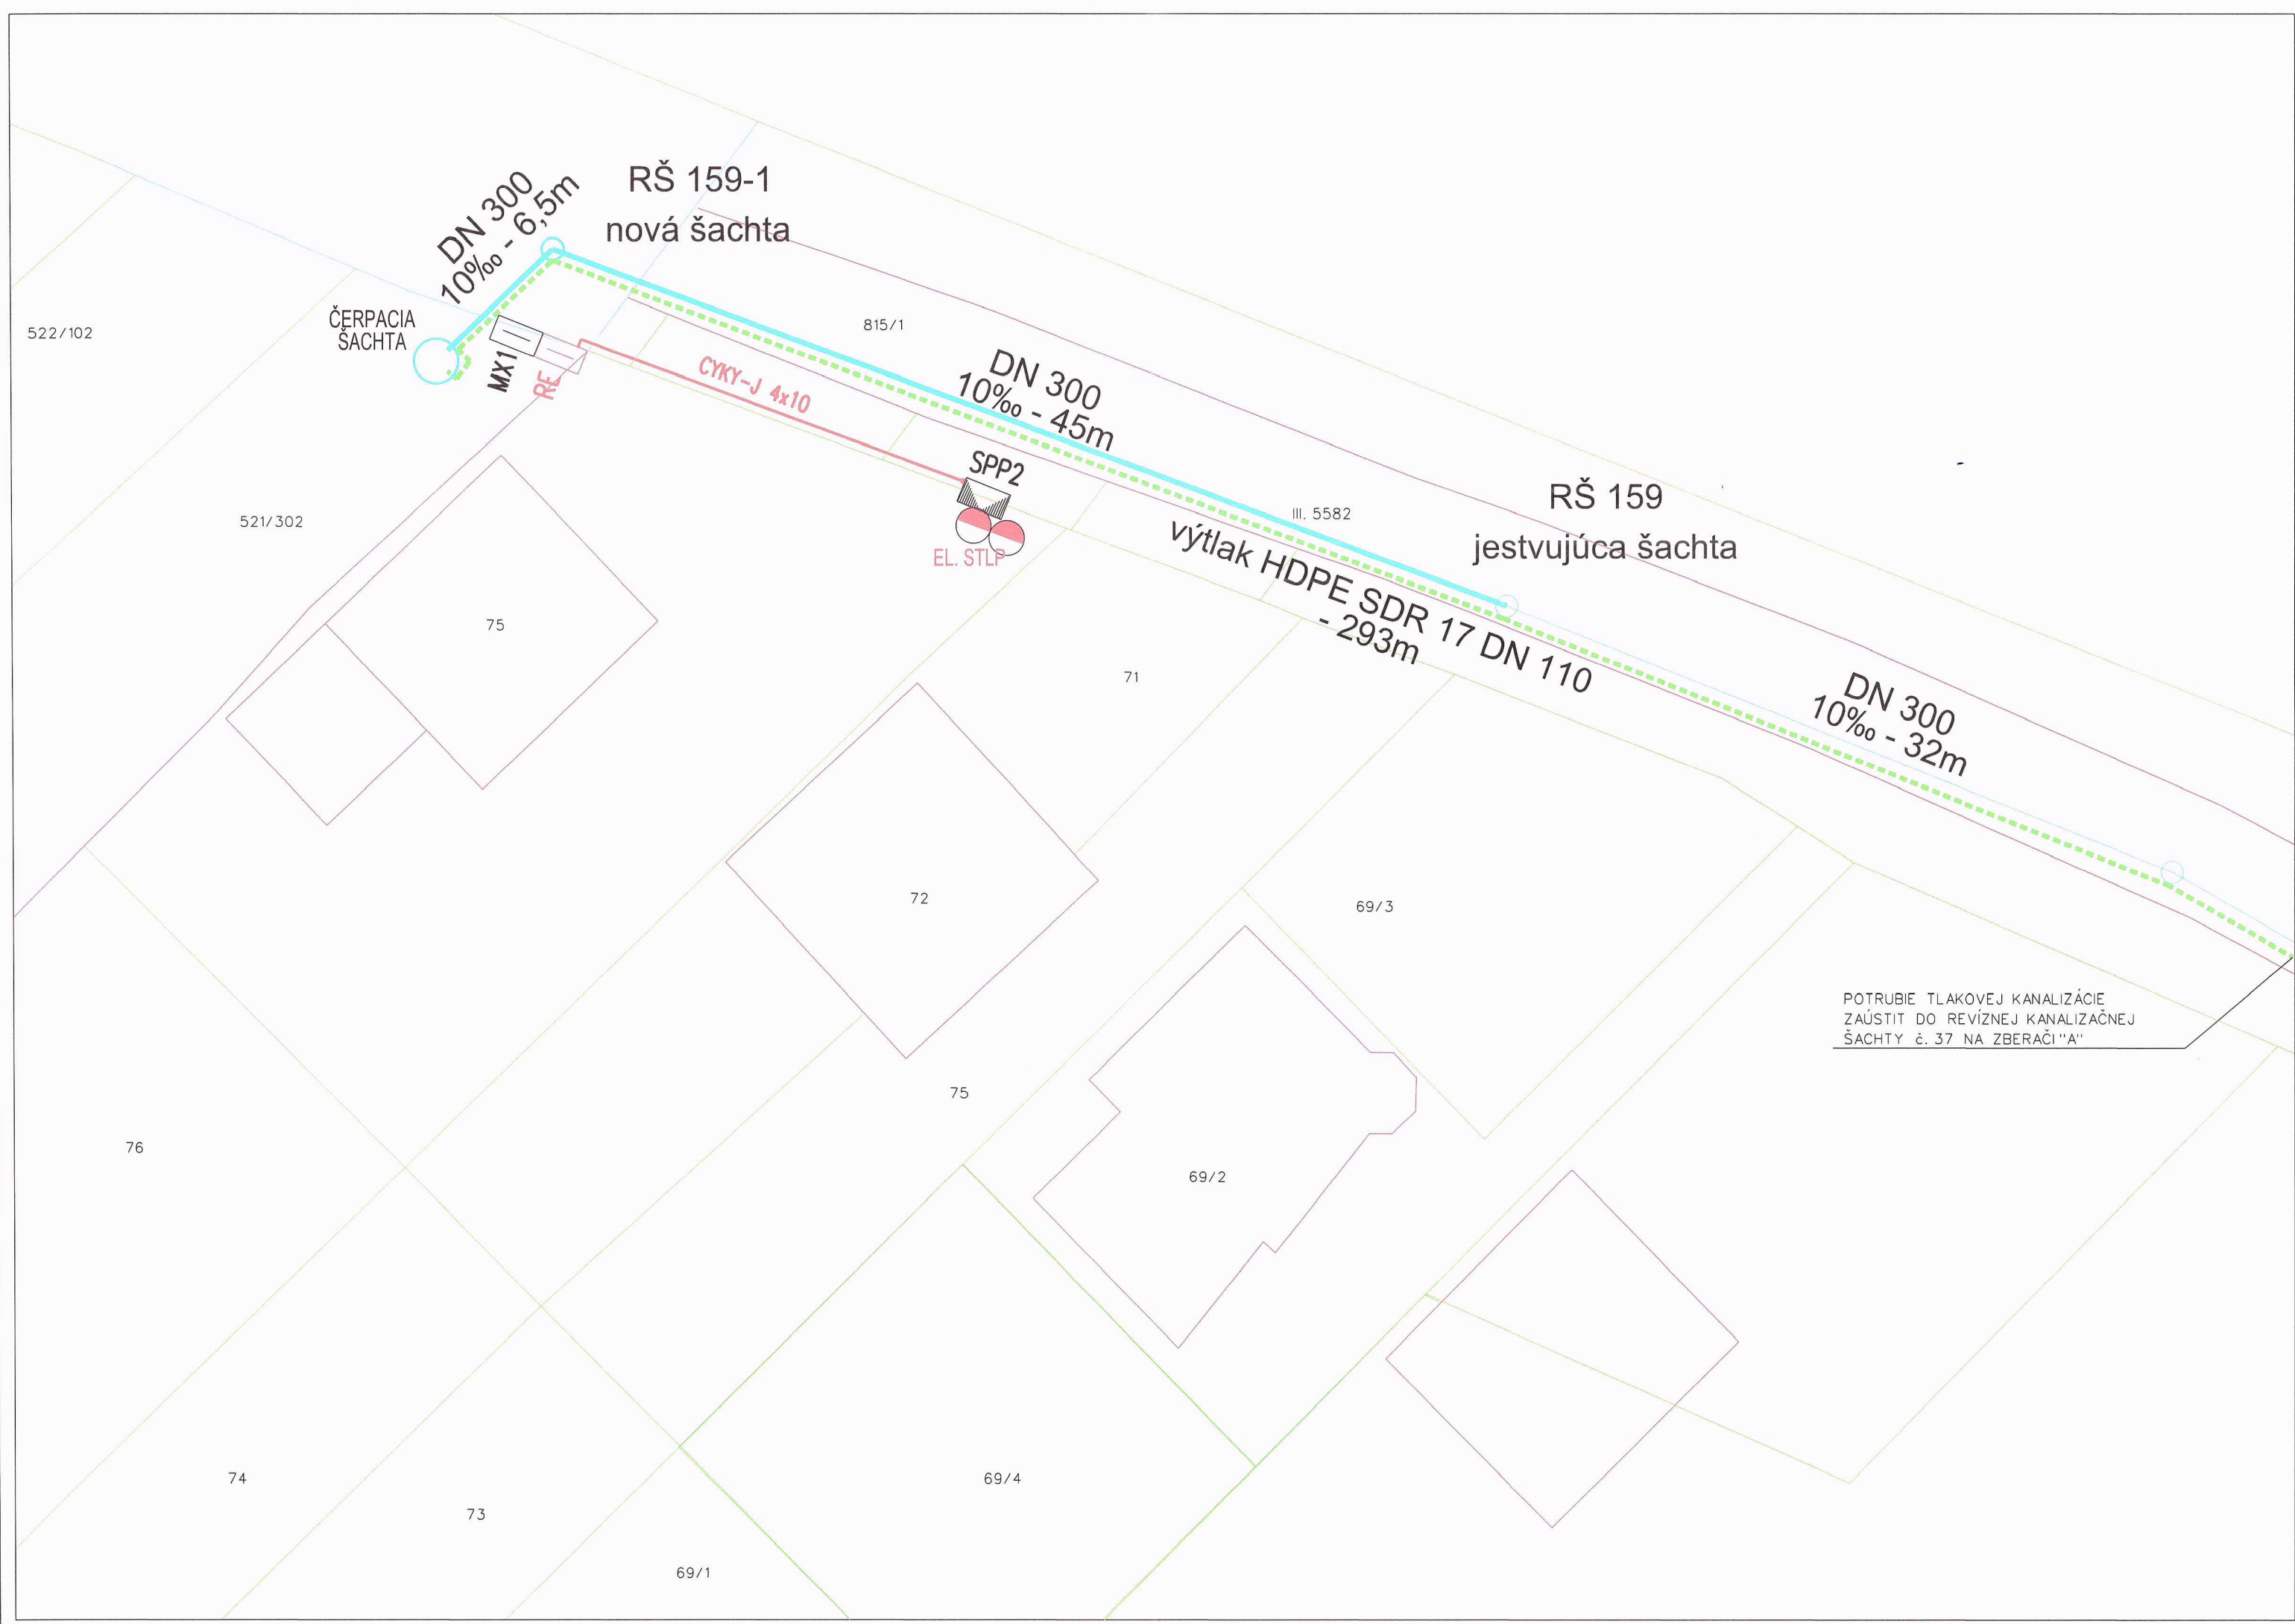 RŠ 159-1
nová šachta
DN 300
10‰ - 6,5m
ČERPACIA
ŠACHTA
522/102
815/1
MX1
RE
CYKY-J 4x10
DN 300
10‰ - 45m
SPP2
EL. STLP
III. 5582
RŠ 159
jestvujúca šachta
521/302
výtlak HDPE SDR 17 DN 110
- 293m
75
71
DN 300
10‰ - 32m
72
69/3
POTRUBIE TLAKOVEJ KANALIZÁCIE
ZAÚSTIT DO REVÍZNEJ KANALIZAČNEJ
ŠACHTY č. 37 NA ZBERAČI "A"
75
76
69/2
74
69/4
73
69/1